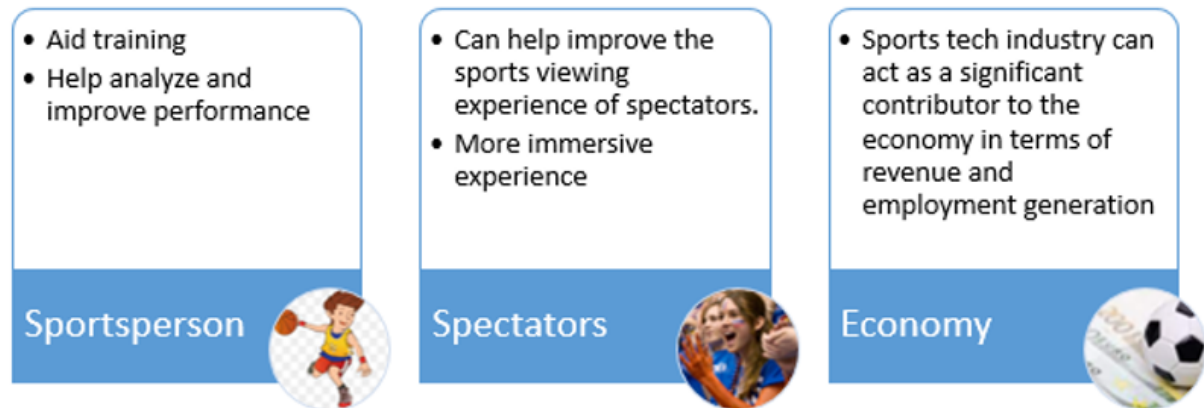 • Aid training
• Help analyze and
improve performance
Sportsperson
• Can help improve the
sports viewing
experience of spectators.
• More immersive
experience
Spectators
• Sports tech industry can
act as a significant
contributor to the
economy in terms of
revenue and
employment generation
Economy